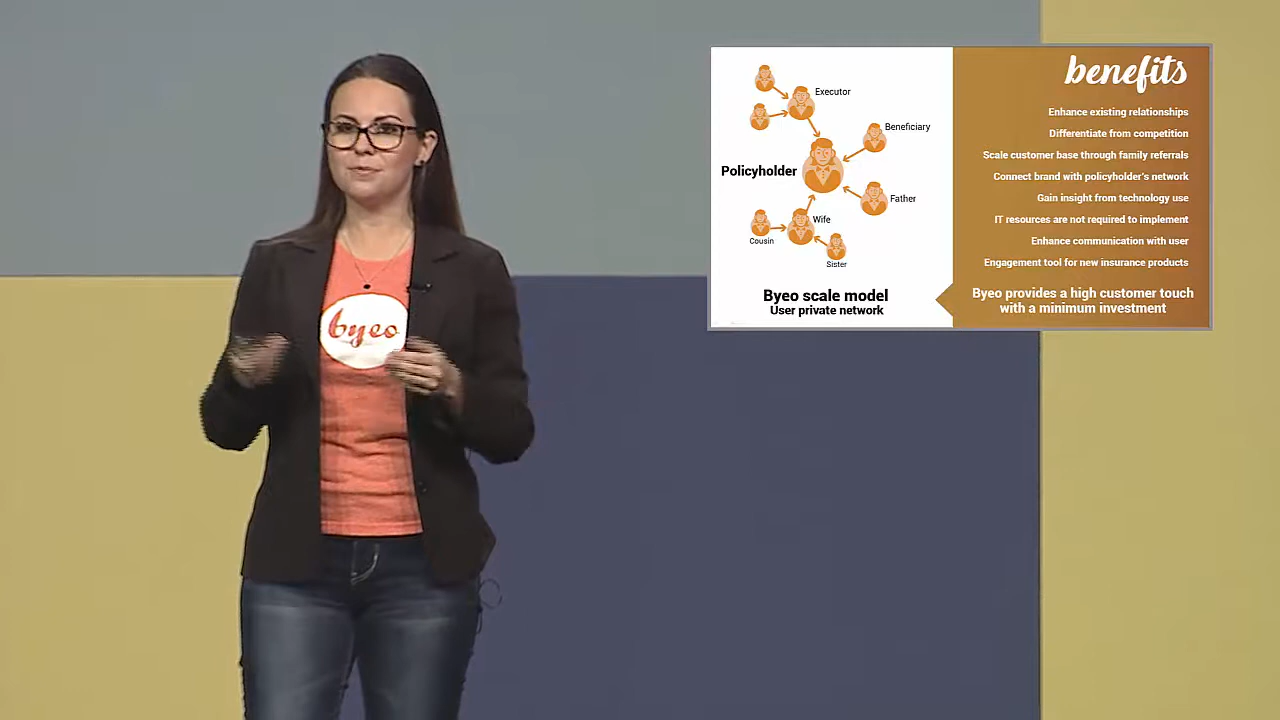 byeo
Executor
Beneficiary
Policyholder
Father
Wife
Cousin
Sister
Byeo scale model
User private network
benefits
Enhance existing relationships
Differentiate from competition
Scale customer base through family referrals
Connect brand with policyholder's network
Gain insight from technology use
IT resources are not required to implement
Enhance communication with user
Engagement tool for new insurance products
Byeo provides a high customer touch
with a minimum investment